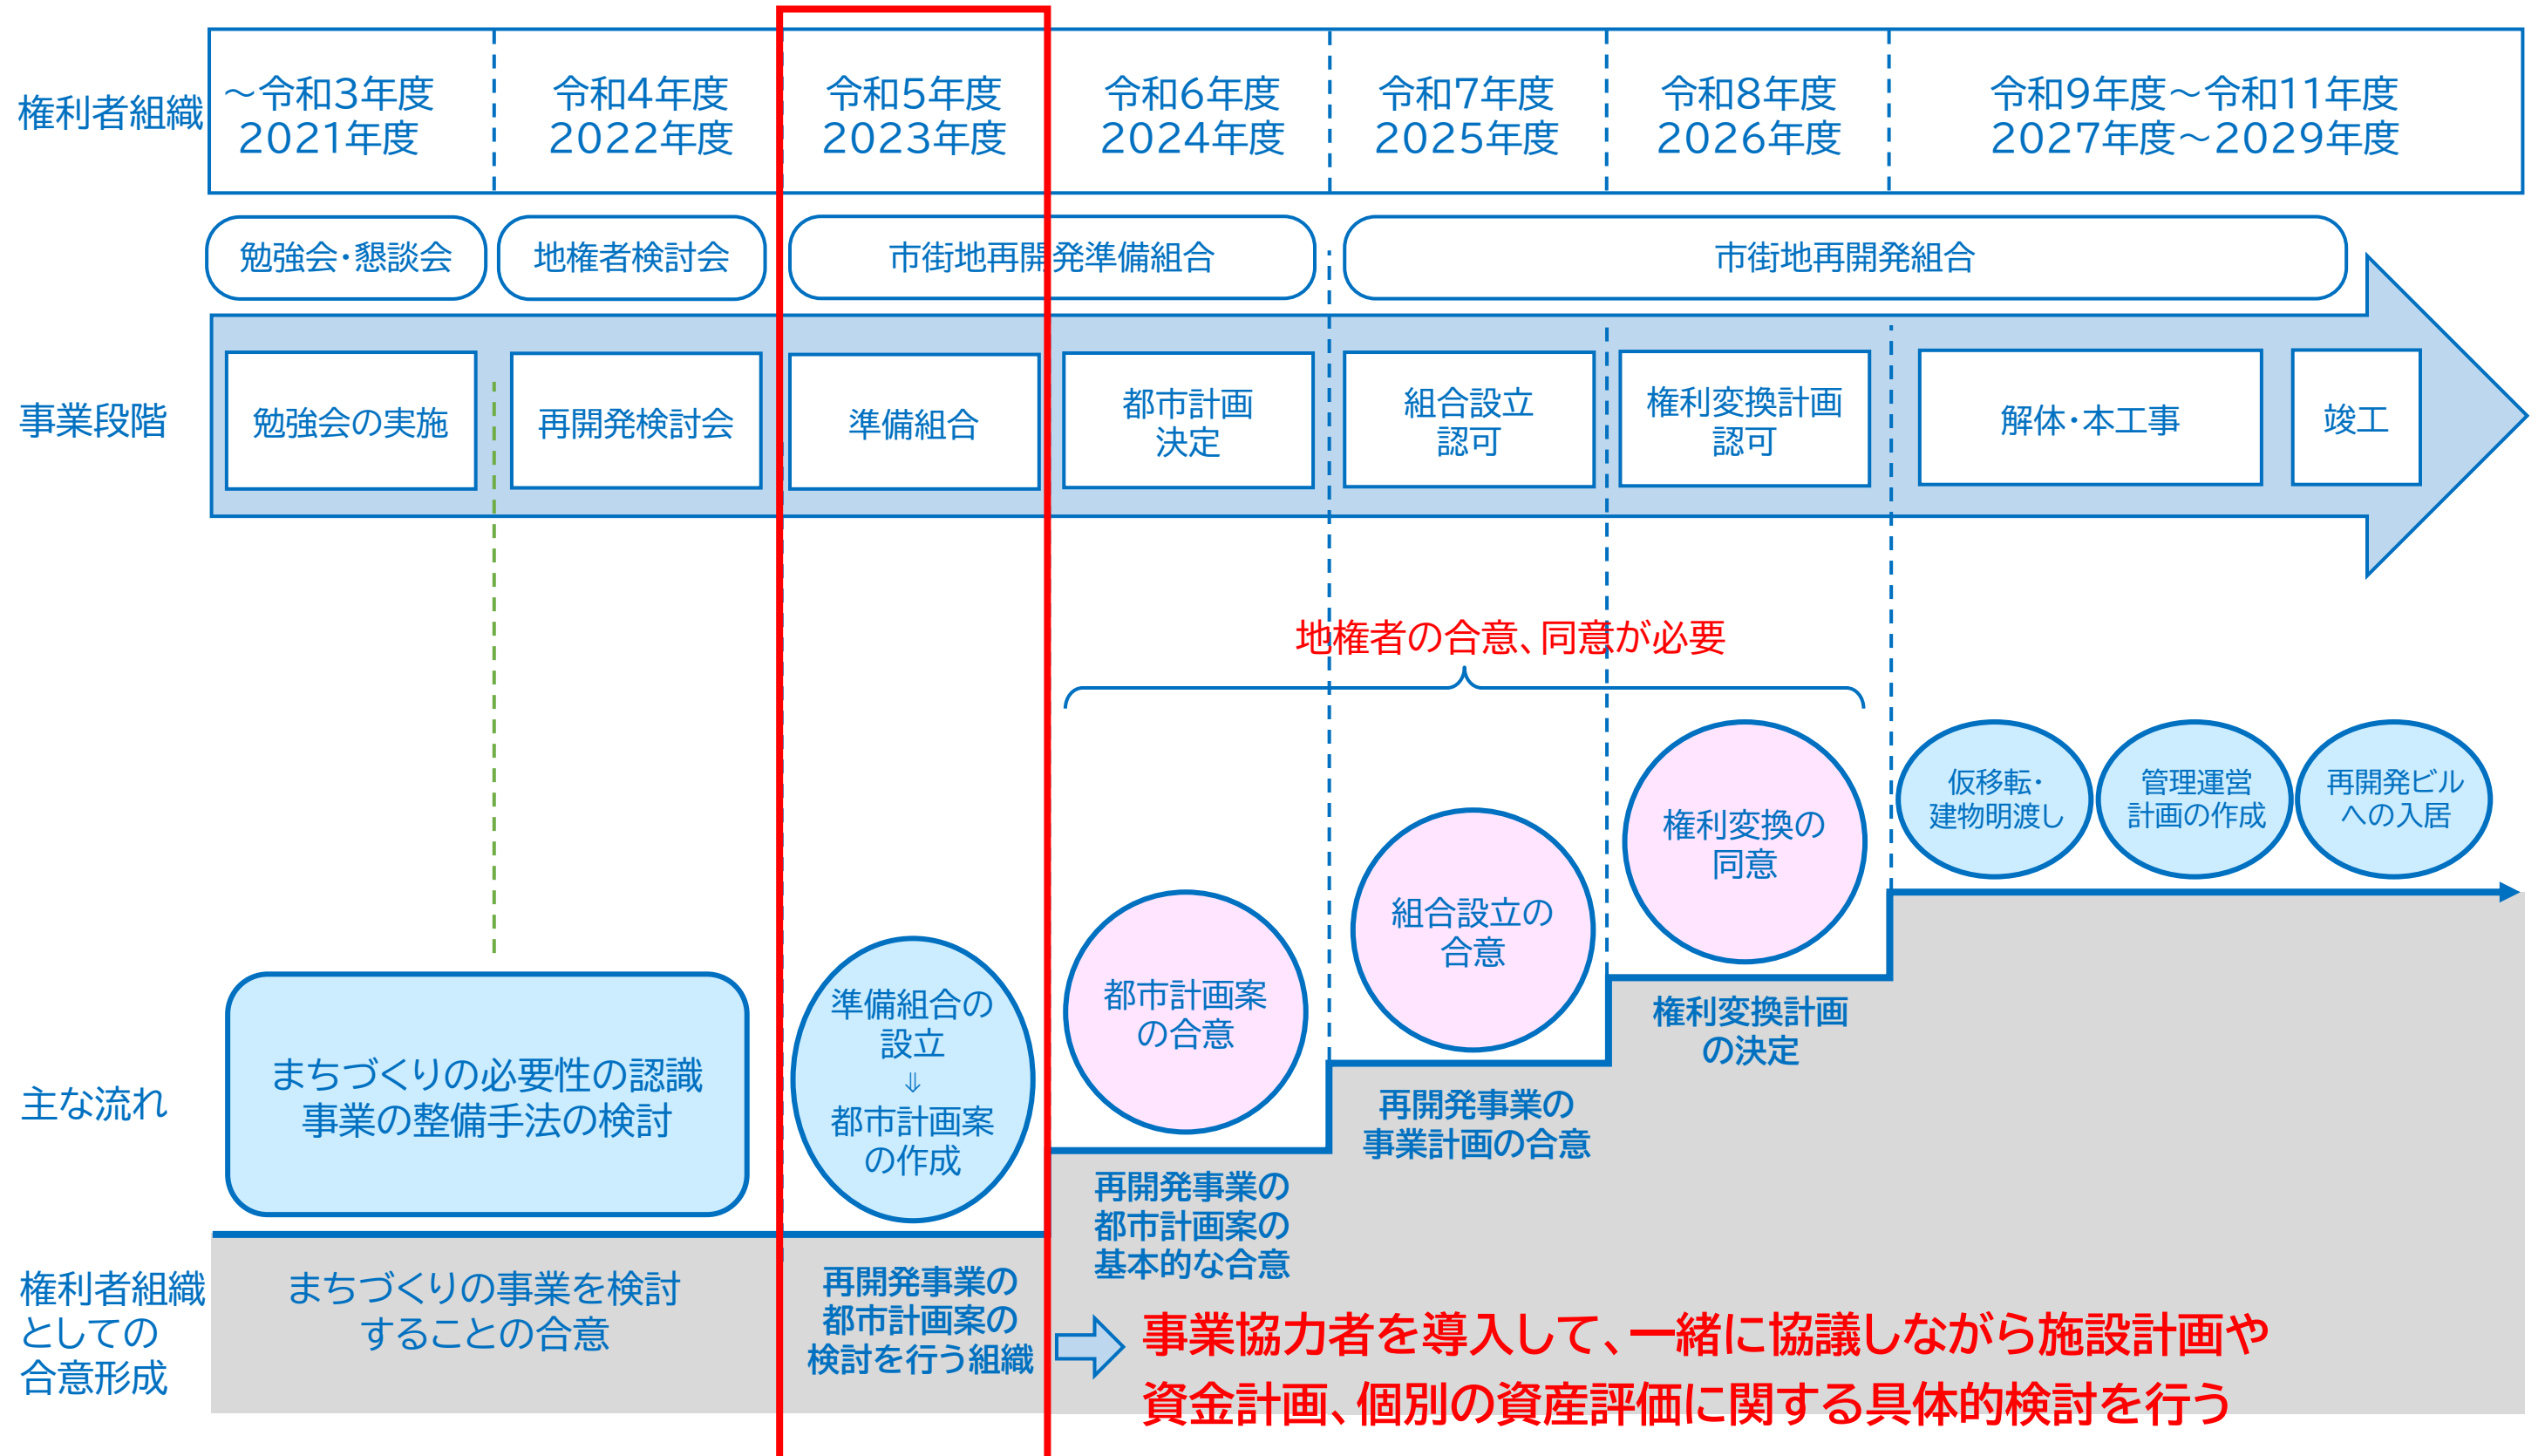 権利者組織
～令和3年度
2021年度
令和4年度
2022年度
令和5年度
2023年度
令和6年度
2024年度
令和7年度
2025年度
令和8年度
2026年度
令和9年度～令和11年度
2027年度～2029年度
勉強会・懇談会
地権者検討会
市街地再開発準備組合
市街地再開発組合
事業段階
勉強会の実施
再開発検討会
準備組合
都市計画
決定
組合設立
認可
権利変換計画
認可
解体・本工事
竣工
地権者の合意、同意が必要
主な流れ
まちづくりの必要性の認識
事業の整備手法の検討
準備組合の
設立
⇓
都市計画案
の作成
都市計画案
の合意
組合設立の
合意
権利変換の
同意
仮移転・
建物明渡し
管理運営
計画の作成
再開発ビル
への入居
権利者組織
としての
合意形成
まちづくりの事業を検討
することの合意
再開発事業の
都市計画案の
検討を行う組織
再開発事業の
都市計画案の
基本的な合意
再開発事業の
事業計画の合意
権利変換計画
の決定
事業協力者を導入して、一緒に協議しながら施設計画や
資金計画、個別の資産評価に関する具体的検討を行う